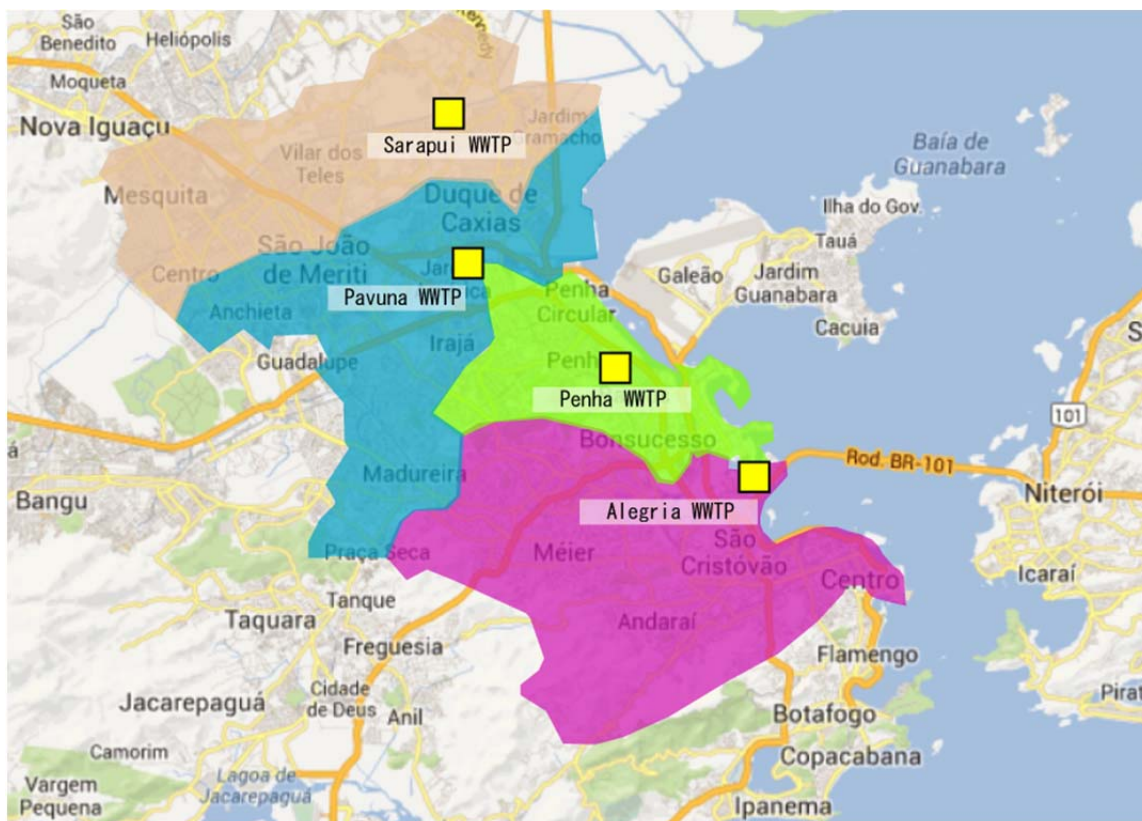 São
Benedito
Heliópolis
Moqueta
Nova Iguaçu
Kennedy
Sarapui WWTP
Jardim
Gramacho
Vilar dos
Teles
Mesquita
Duque de
Caxias
Baía de
Guanabara
Ilha do Gov.
Tauá
São João
de Meriti
Centro
Galeão
Jardim
Guanabara
Pavuna WWTP
Penha
Circular
Anchieta
Cacuia
Irajá
Guadalupe
Penha WWTP
101
Bonsucesso
Rod. BR-101
Madureira
Bangu
Niterói
Alegria WWTP
Praça Seca
Méier
São
Cristóvão
Centro
Icaraí
Tanque
Taquara
Andaraí
Freguesia
Flamengo
Jacarepaguá
Cidade
de Deus
Anil
Botafogo
Copacabana
Camorim
Lagoa de
Jacarepaguá
Vargem
Pequena
Ipanema